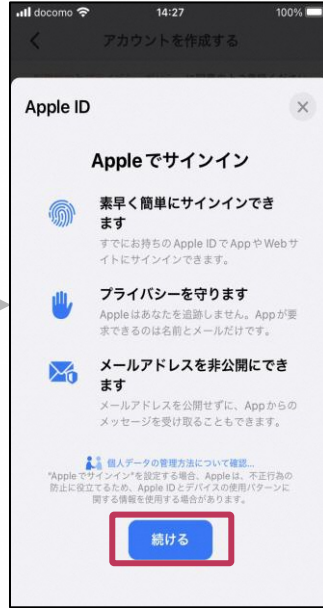 docomo 14:27 100%
アカウントを作成する
Apple ID
Appleでサインイン
素早く簡単にサインインでき
ます
すでにお持ちのApple IDでAppやWebサ
イトにサインインできます。
プライバシーを守ります
Appleはあなたを追跡しません。Appが要
求できるのは名前とメールだけです。
メールアドレスを非公開にでき
ます
メールアドレスを公開せずに、Appからの
メッセージを受け取ることもできます。
個人データの管理方法について確認...
"Appleでサインイン"を設定する場合、Appleは、不正行為の
防止に役立てるため、Apple IDとデバイスの使用パターンに
関する情報を使用する場合があります。
続ける